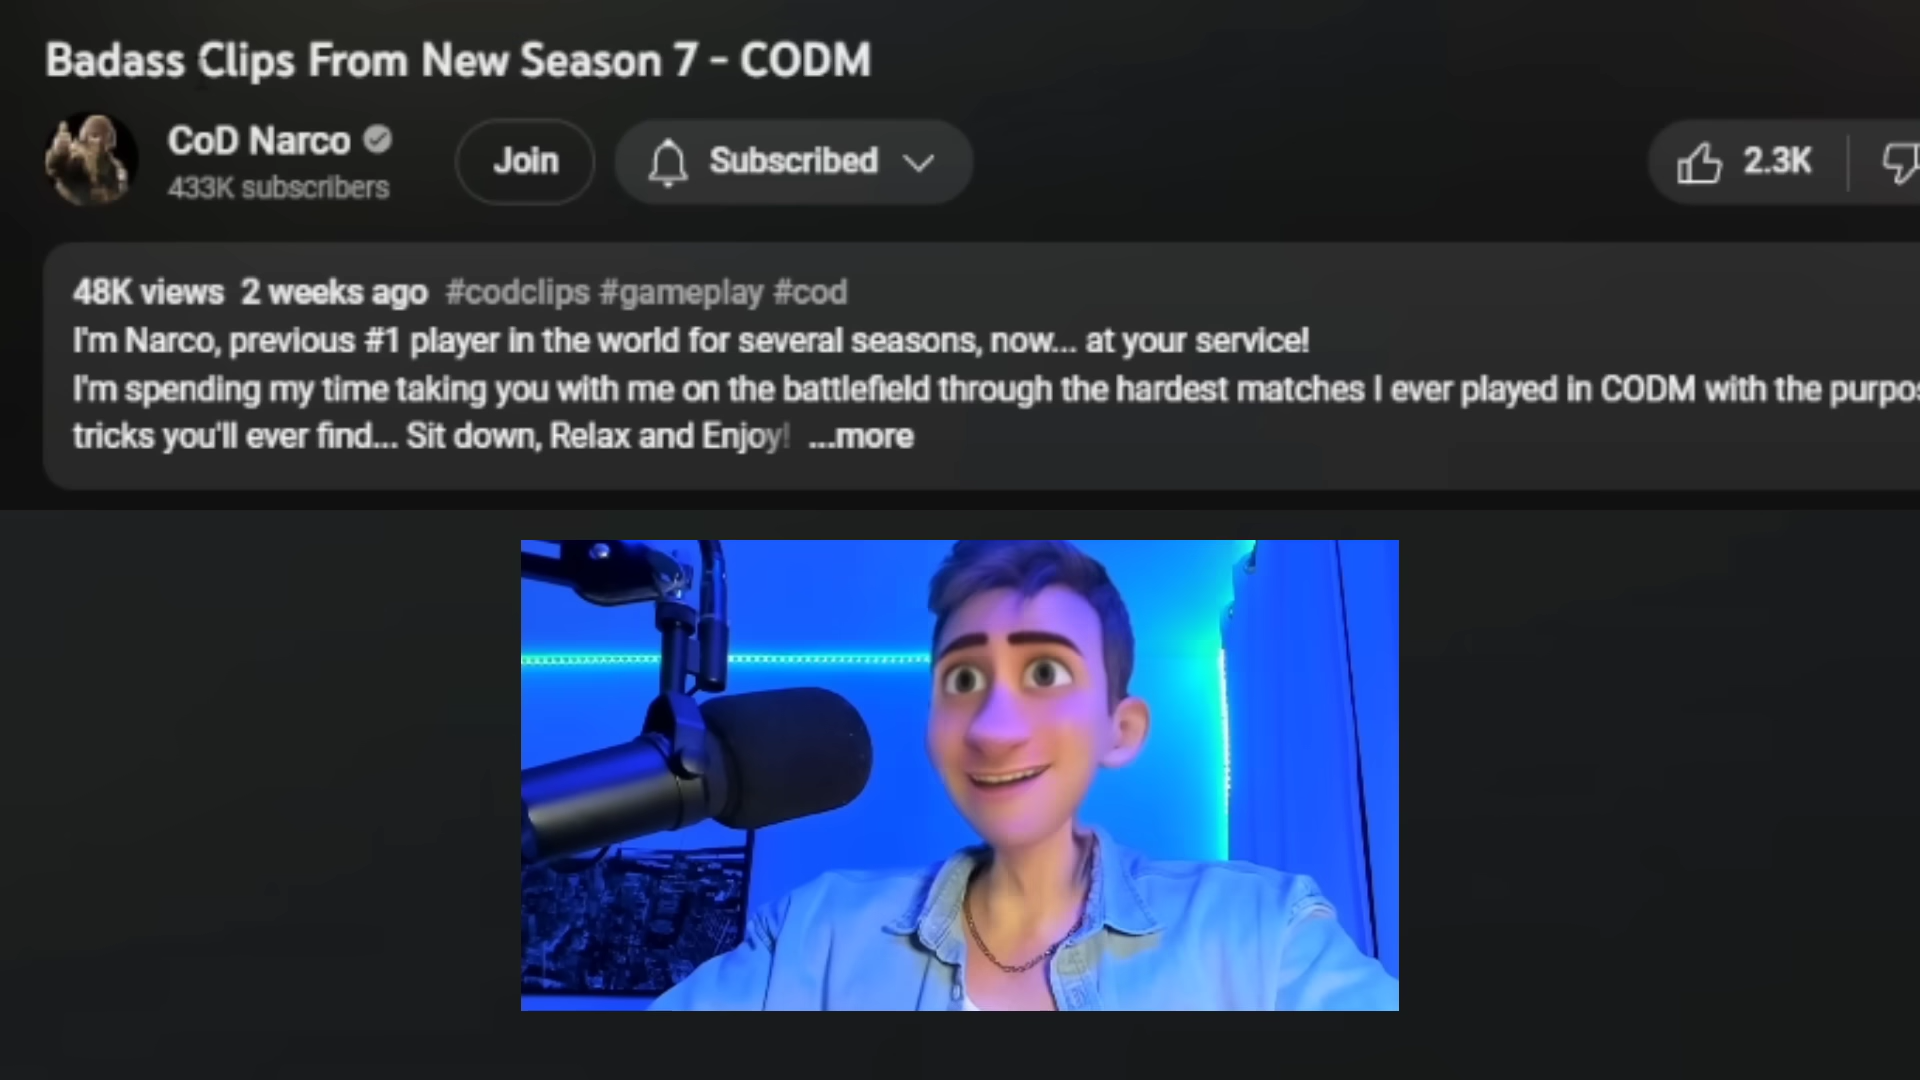 Badass Clips From New Season 7 - CODM
CoD Narco
433K subscribers
Join
Subscribed
2.3K
48K views 2 weeks ago #codclips #gameplay #cod
I'm Narco, previous #1 player in the world for several seasons, now... at your service!
I'm spending my time taking you with me on the battlefield through the hardest matches I ever played in CODM with the purpos
tricks you'll ever find... Sit down, Relax and Enjoy! ...more